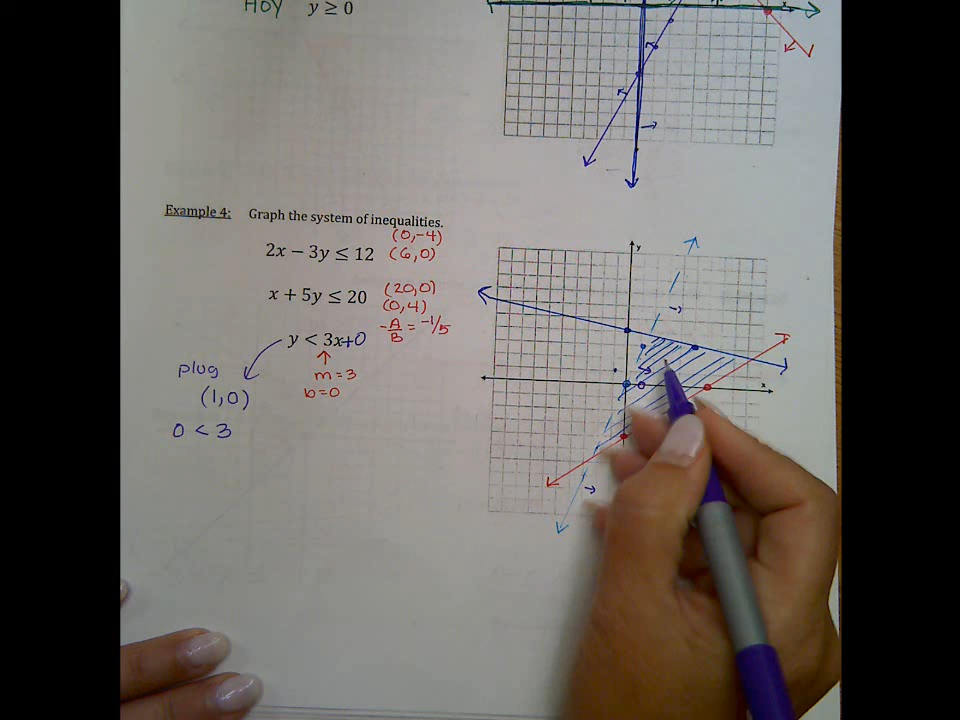 HOY y ≥ 0
Example 4: Graph the system of inequalities.
(0,-4)
2x − 3y ≤ 12 (6,0)
(20,0)
x + 5y ≤ 20 (0,4)
-A/B = -1/5
y < 3x+0
plug
m = 3
(1,0)
b=0
0 < 3
y
x